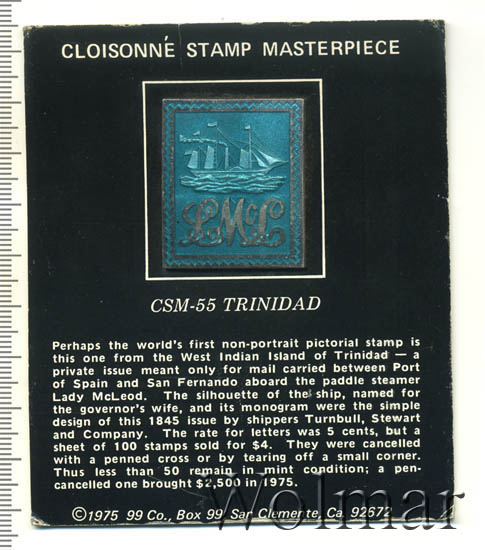 CLOISONNÉ STAMP MASTERPIECE
LMcL
CSM-55 TRINIDAD
Perhaps the world's first non-portrait pictorial stamp is
this one from the West Indian Island of Trinidad — a
private issue meant only for mail carried between Port
of Spain and San Fernando aboard the paddle steamer
Lady McLeod. The silhouette of the ship, named for
the governor's wife, and its monogram were the simple
design of this 1845 issue by shippers Turnbull, Stewart
and Company. The rate for letters was 5 cents, but a
sheet of 100 stamps sold for $4. They were cancelled
with a penned cross or by tearing off a small corner.
Thus less than 50 remain in mint condition; a pen-
cancelled one brought $2,500 in 1975.
©1975 99 Co., Box 99, San Clemente, Ca. 92672
Wolmar